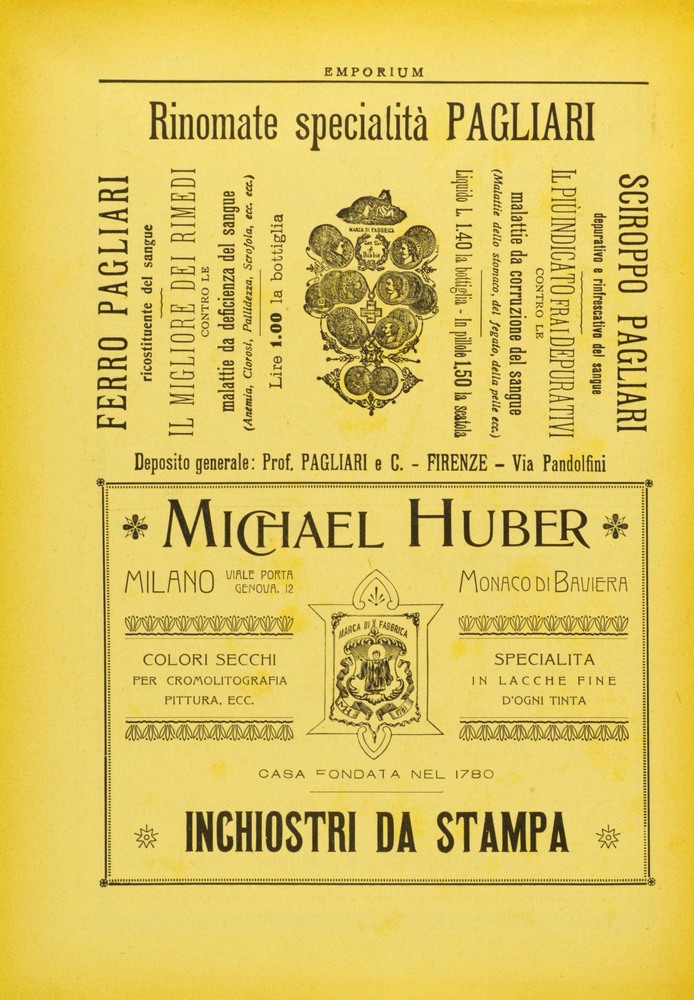 EMPORIUM
Rinomate specialità PAGLIARI
FERRO PAGLIARI
ricostituente del sangue
IL MIGLIORE DEI RIMEDI
CONTRO LE
malattie da deficienza del sangue
(Anemia, Clorosi, Pallidezza, Scrofola, ecc. ecc.)
Lire 1.00 la bottiglia
MARCA DI FABBRICA
SCIROPPO PAGLIARI
depurativo e rinfrescativo del sangue
IL PIÙ INDICATO FRA I DEPURATIVI
CONTRO LE
malattie da corruzione del sangue
(Malattie dello stomaco, del fegato, della pelle ecc.)
Liquido L. 1.40 la bottiglia - In pillole 1,50 la scatola
Deposito generale: Prof. PAGLIARI e C. - FIRENZE - Via Pandolfini
MICHAEL HUBER
MILANO VIALE PORTA
GENOVA. 12
MONACO DI BAVIERA
COLORI SECCHI
PER CROMOLITOGRAFIA
PITTURA, ECC.
MARCA DI FABBRICA
SPECIALITA
IN LACCHE FINE
D'OGNI TINTA
CASA FONDATA NEL 1780
INCHIOSTRI DA STAMPA